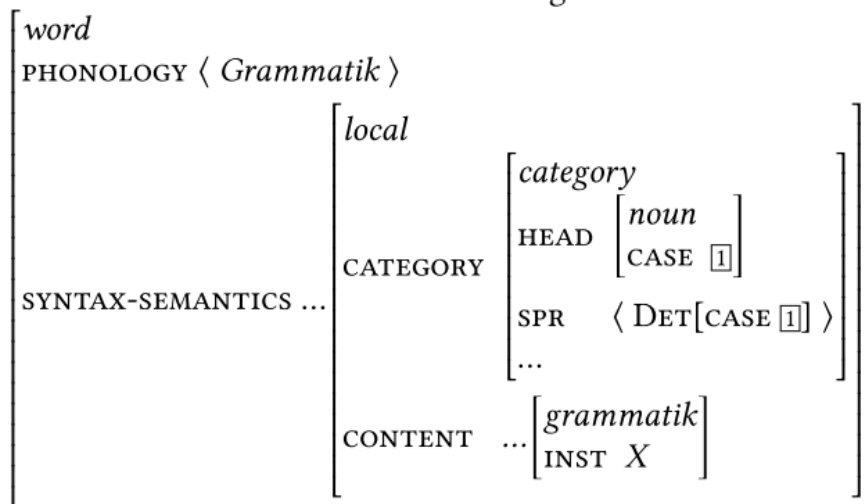 word
PHONOLOGY ⟨ Grammatik ⟩
local
category
HEAD noun
CASE 1
CATEGORY
SYNTAX-SEMANTICS ...
SPR ⟨ DET[CASE 1] ⟩
...
grammatik
CONTENT ...
INST X